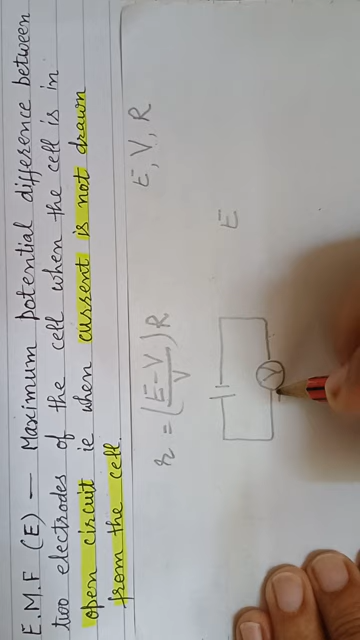 E.M.F (E) — Maximum potential difference between
two electrodes of the cell when the cell is in
open circuit ie when current is not drawn
from the cell.
r = (E-V/V) R
E, V, R
E
V